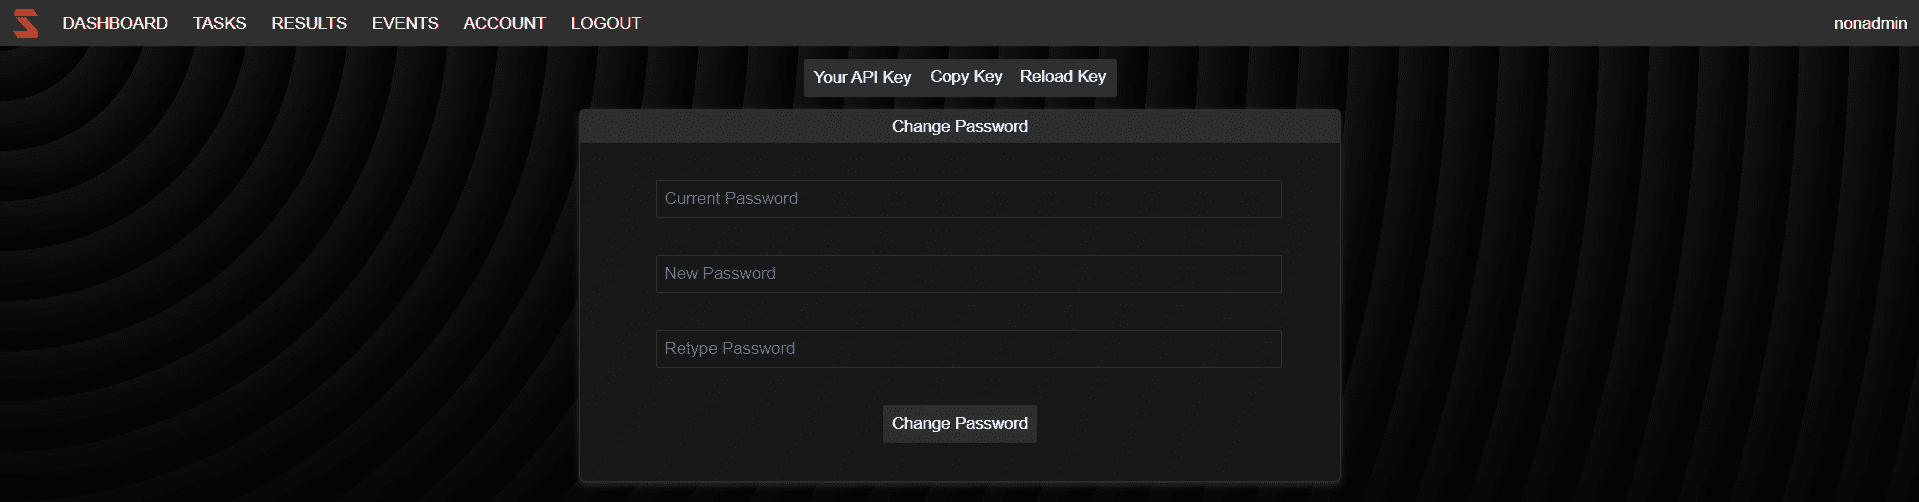 DASHBOARD TASKS RESULTS EVENTS ACCOUNT LOGOUT nonadmin
Your API Key Copy Key Reload Key
Change Password
Current Password
New Password
Retype Password
Change Password